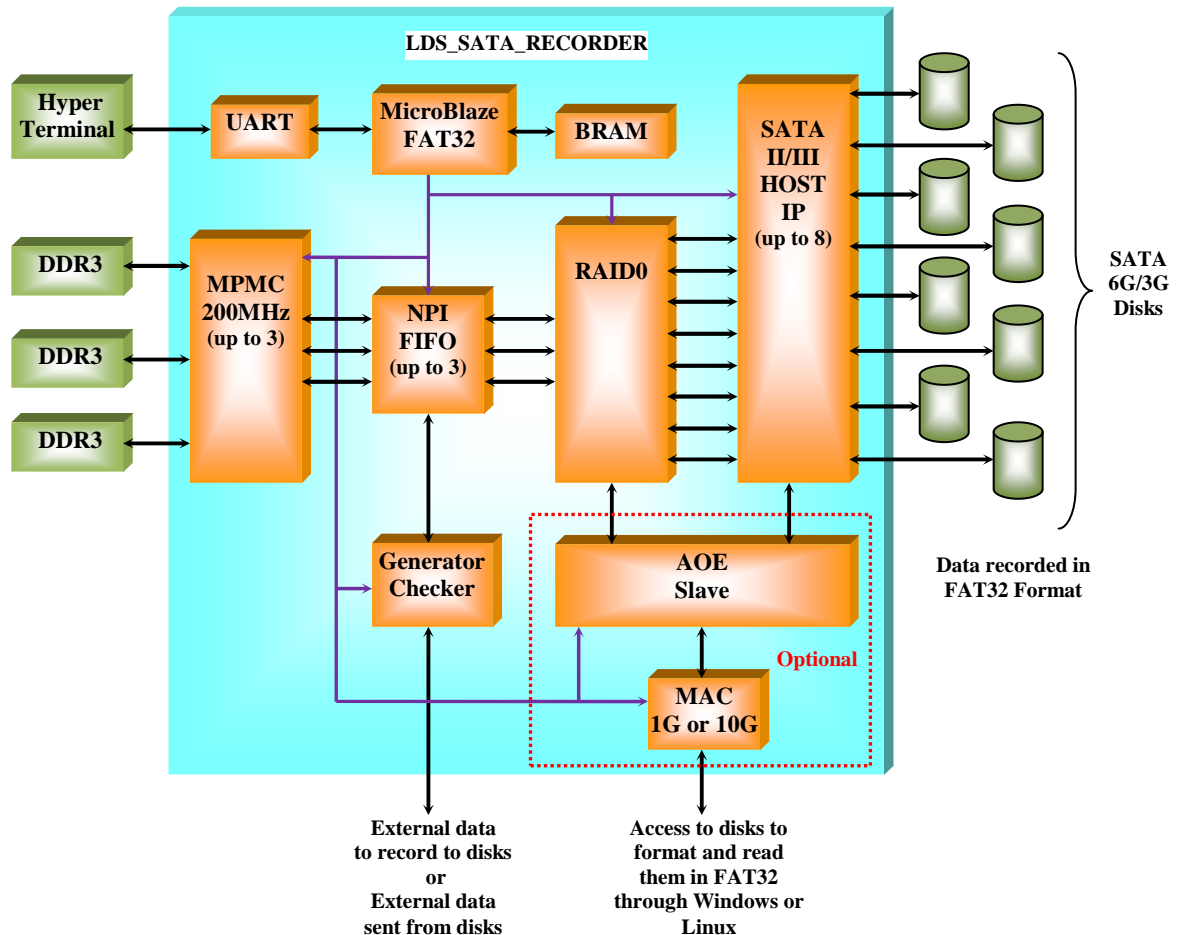 LDS_SATA_RECORDER
Hyper
Terminal
UART
MicroBlaze
FAT32
BRAM
SATA
II/III
HOST
IP
(up to 8)
DDR3
DDR3
DDR3
MPMC
200MHz
(up to 3)
NPI
FIFO
(up to 3)
RAID0
SATA
6G/3G
Disks
Generator
Checker
AOE
Slave
Data recorded in
FAT32 Format
Optional
MAC
1G or 10G
External data
to record to disks
or
External data
sent from disks
Access to disks to
format and read
them in FAT32
through Windows or
Linux